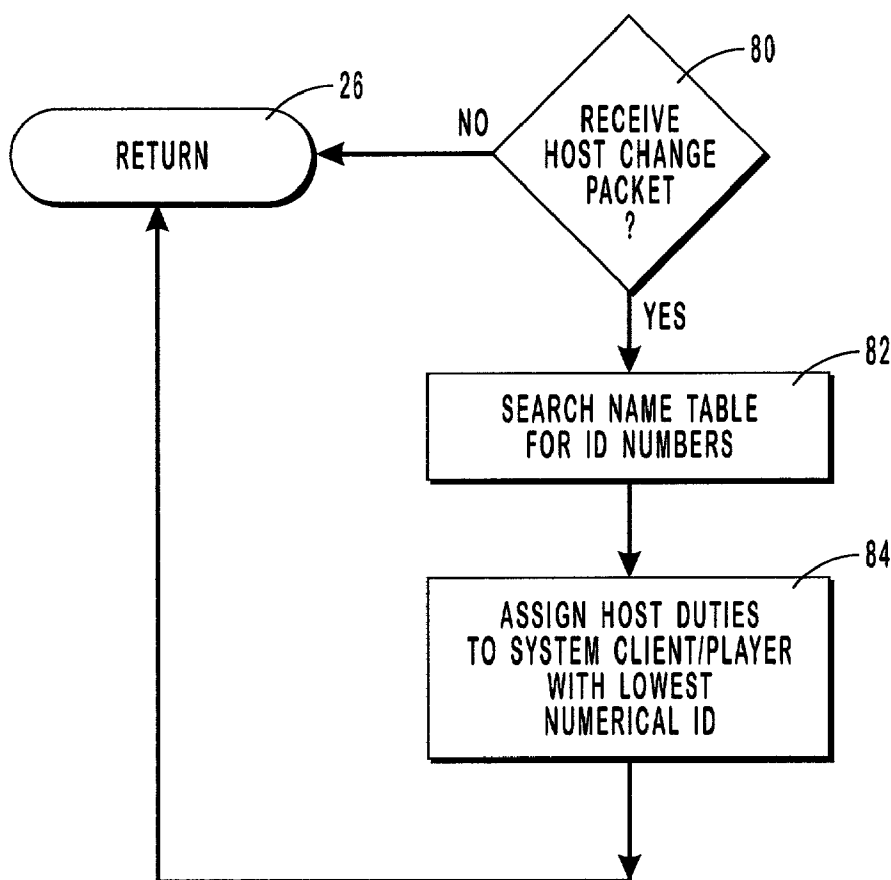 80
RECEIVE
HOST CHANGE
PACKET
?
NO
26
RETURN
YES
82
SEARCH NAME TABLE
FOR ID NUMBERS
84
ASSIGN HOST DUTIES
TO SYSTEM CLIENT/PLAYER
WITH LOWEST
NUMERICAL ID